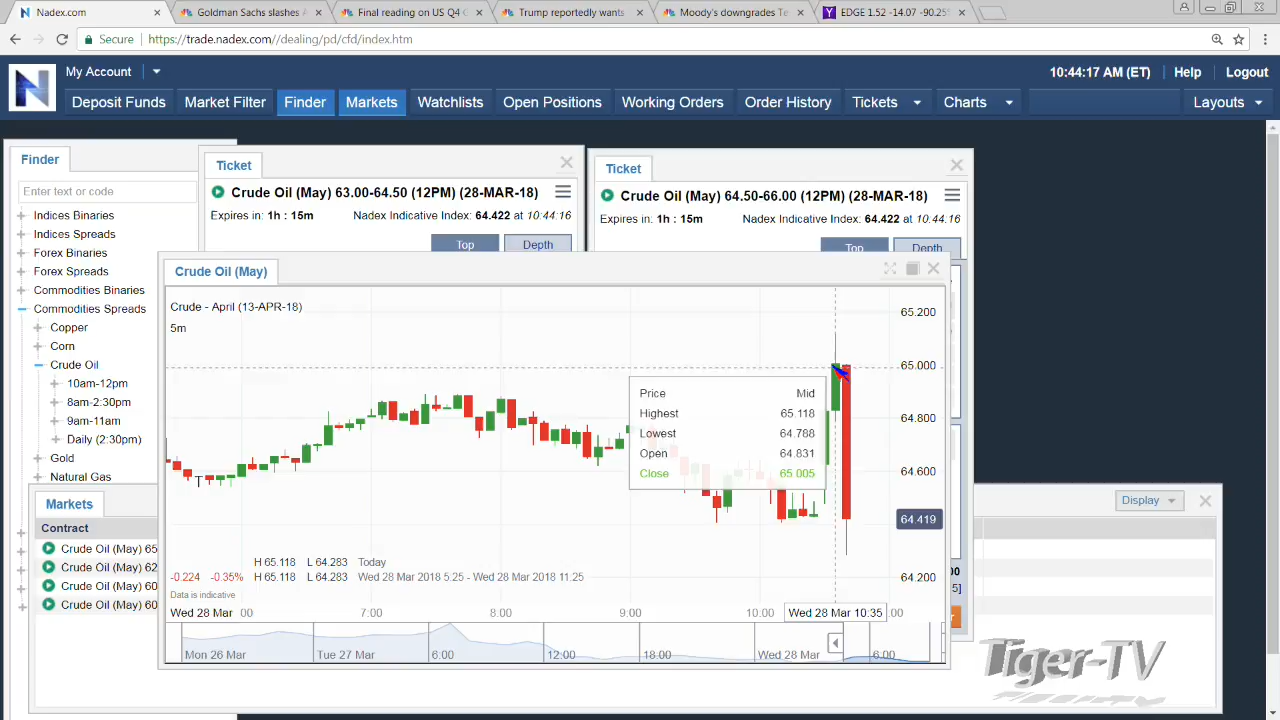 Nadex.com
Goldman Sachs slashes A
Final reading on US Q4 G
Trump reportedly wants
Moody's downgrades Te
EDGE 1.52 -14.07 -90.25%
Secure
https://trade.nadex.com//dealing/pd/cfd/index.htm
N
My Account
10:44:17 AM (ET)
Help
Logout
Deposit Funds
Market Filter
Finder
Markets
Watchlists
Open Positions
Working Orders
Order History
Tickets
Charts
Layouts
Finder
Enter text or code
Indices Binaries
Indices Spreads
Forex Binaries
Forex Spreads
Commodities Binaries
Commodities Spreads
Copper
Corn
Crude Oil
10am-12pm
8am-2:30pm
9am-11am
Daily (2:30pm)
Gold
Natural Gas
Ticket
Crude Oil (May) 63.00-64.50 (12PM) (28-MAR-18)
Expires in: 1h : 15m
Nadex Indicative Index: 64.422 at 10:44:16
Top
Depth
Ticket
Crude Oil (May) 64.50-66.00 (12PM) (28-MAR-18)
Expires in: 1h : 15m
Nadex Indicative Index: 64.422 at 10:44:16
Top
Depth
Crude Oil (May)
Crude - April (13-APR-18)
5m
65.200
65.000
64.800
64.600
64.419
64.200
Price Mid
Highest 65.118
Lowest 64.788
Open 64.831
Close 65.005
H 65.118 L 64.283 Today
-0.224 -0.35% H 65.118 L 64.283 Wed 28 Mar 2018 5.25 - Wed 28 Mar 2018 11.25
Data is indicative
Wed 28 Mar 00 7:00 8:00 9:00 10:00 Wed 28 Mar 10:35 00
Mon 26 Mar Tue 27 Mar 6:00 12:00 18:00 Wed 28 Mar 6:00
Markets
Display
Contract
Crude Oil (May) 65
Crude Oil (May) 62
Crude Oil (May) 60
Crude Oil (May) 60
00
5]
Tiger-TV